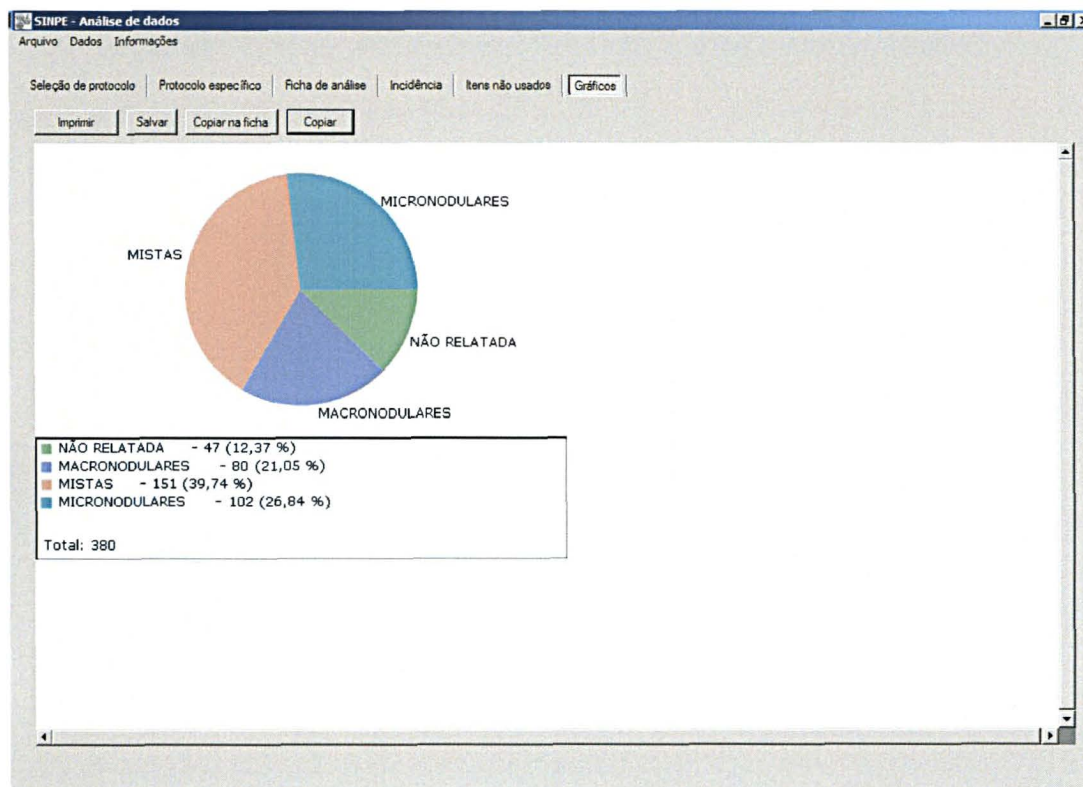 SINPE - Análise de dados
Arquivo Dados Informações
Seleção de protocolo Protocolo específico Ficha de análise Incidência Itens não usados Gráficos
Imprimir Salvar Copiar na ficha Copiar
MICRONODULARES
MISTAS
NÃO RELATADA
MACRONODULARES
NÃO RELATADA - 47 (12,37 %)
MACRONODULARES - 80 (21,05 %)
MISTAS - 151 (39,74 %)
MICRONODULARES - 102 (26,84 %)
Total: 380